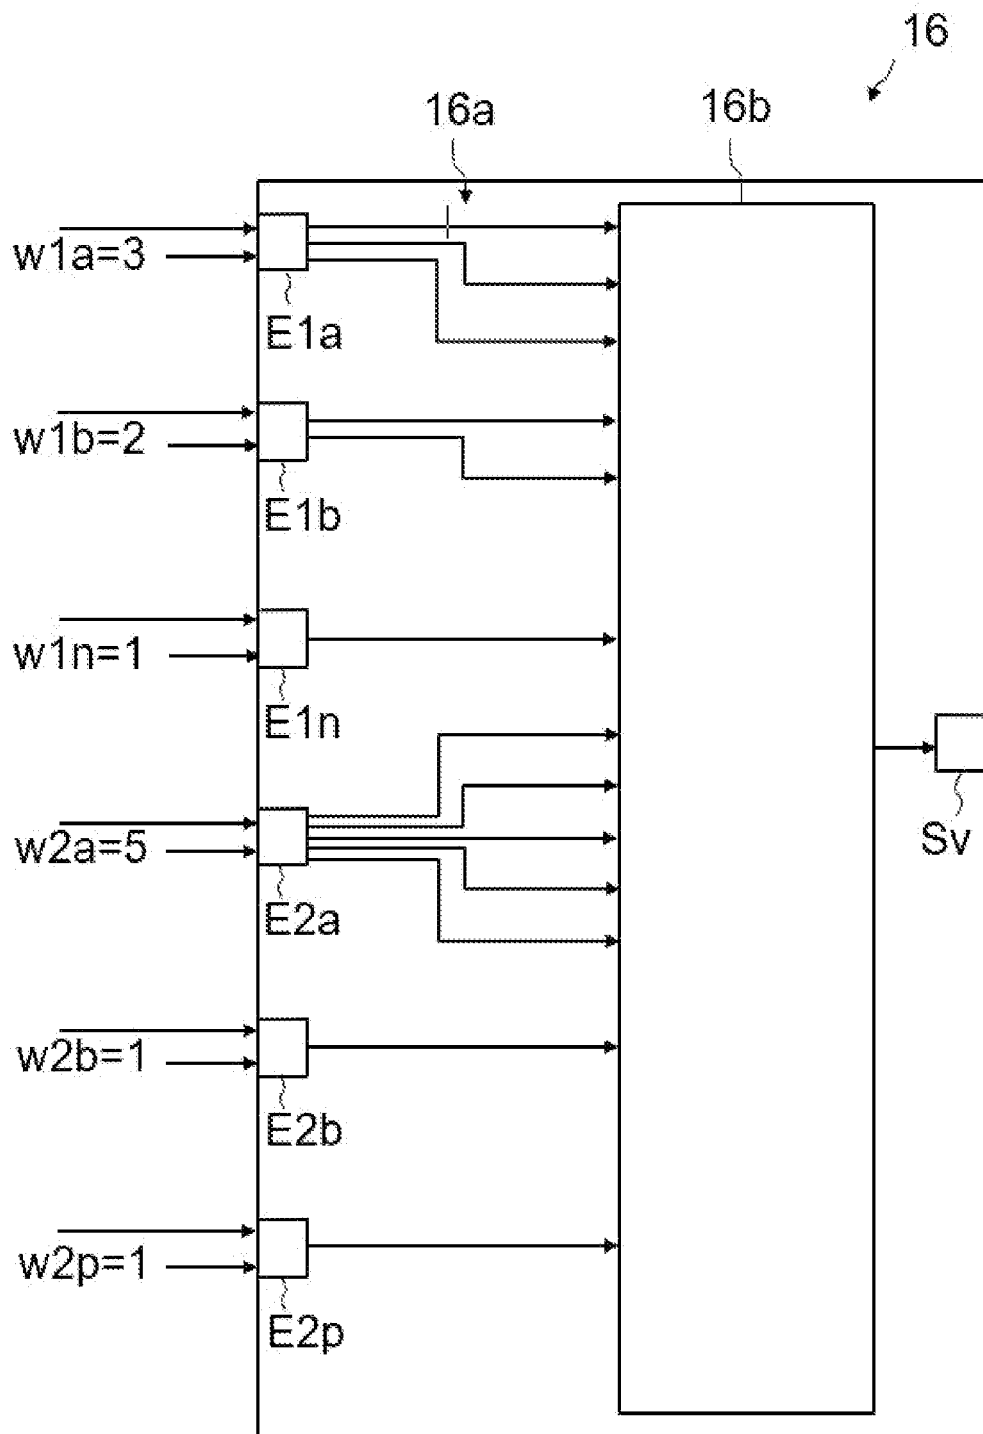 16
16a
16b
w1a=3
E1a
w1b=2
E1b
w1n=1
E1n
w2a=5
E2a
Sv
w2b=1
E2b
w2p=1
E2p